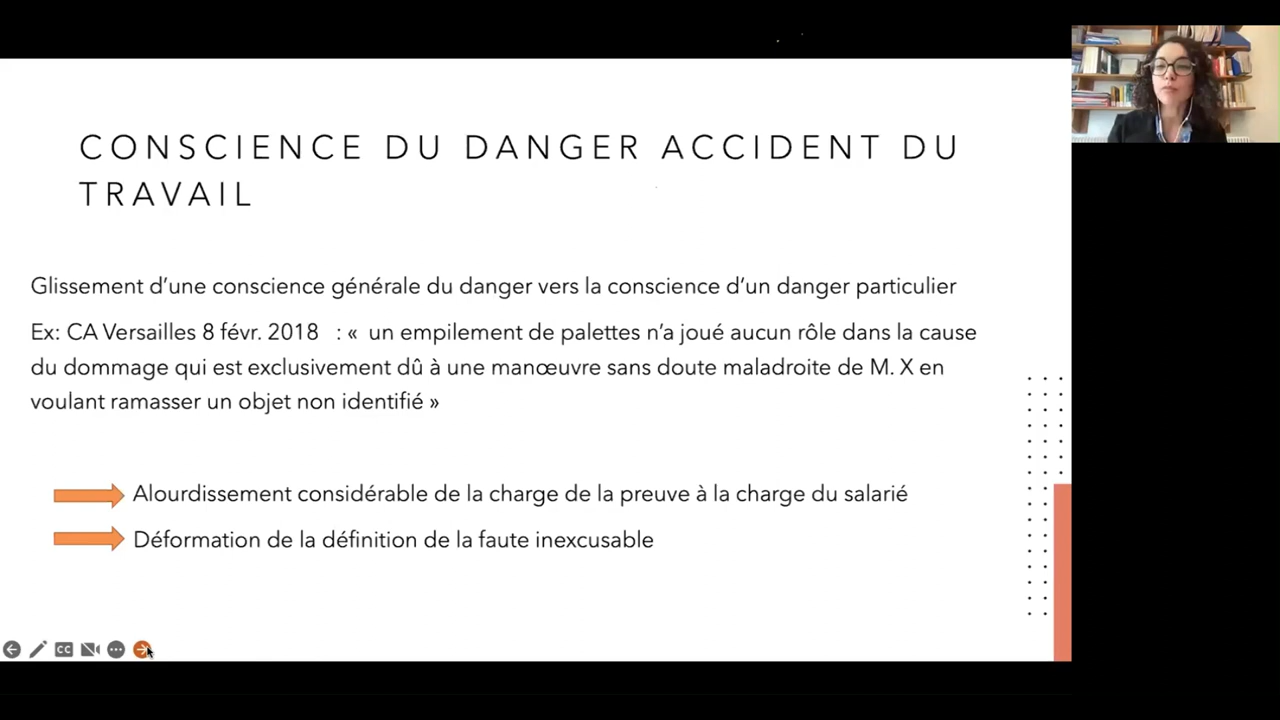 CONSCIENCE DU DANGER ACCIDENT DU
TRAVAIL
Glissement d’une conscience générale du danger vers la conscience d’un danger particulier
Ex: CA Versailles 8 févr. 2018 : « un empilement de palettes n’a joué aucun rôle dans la cause
du dommage qui est exclusivement dû à une manœuvre sans doute maladroite de M. X en
voulant ramasser un objet non identifié »
Alourdissement considérable de la charge de la preuve à la charge du salarié
Déformation de la définition de la faute inexcusable
CC